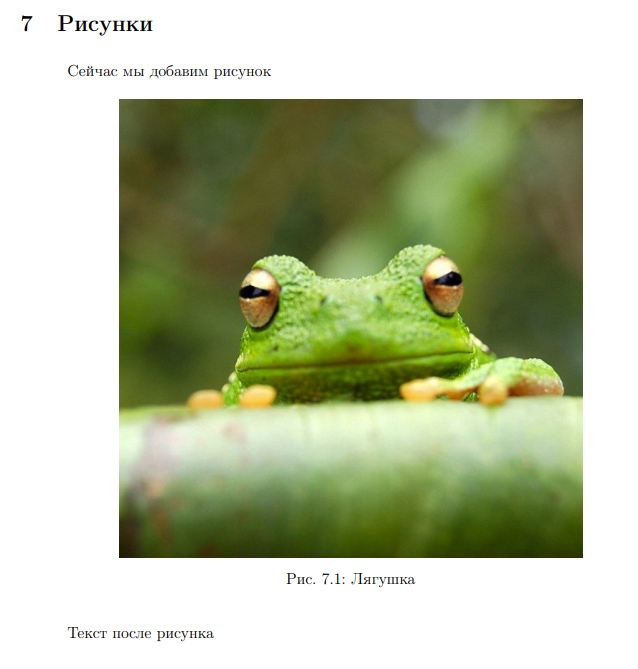 7 Рисунки
Сейчас мы добавим рисунок
Рис. 7.1: Лягушка
Текст после рисунка